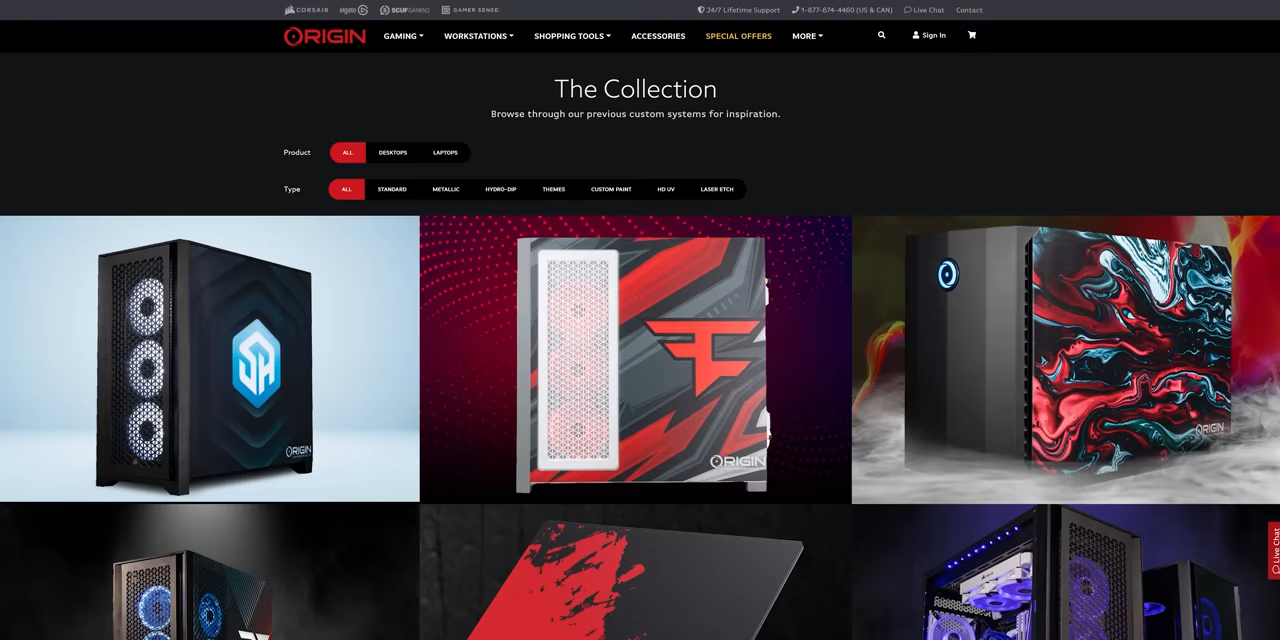 CORSAIR elgato SCUFGAMING GAMER SENSEI 24/7 Lifetime Support 1-877-674-4460 (US & CAN) Live Chat Contact
ORIGIN GAMING WORKSTATIONS SHOPPING TOOLS ACCESSORIES SPECIAL OFFERS MORE Sign In
The Collection
Browse through our previous custom systems for inspiration.
Product ALL DESKTOPS LAPTOPS
Type ALL STANDARD METALLIC HYDRO-DIP THEMES CUSTOM PAINT HD UV LASER ETCH
SA
ORIGIN
ORIGIN
ORIGIN
Live Chat